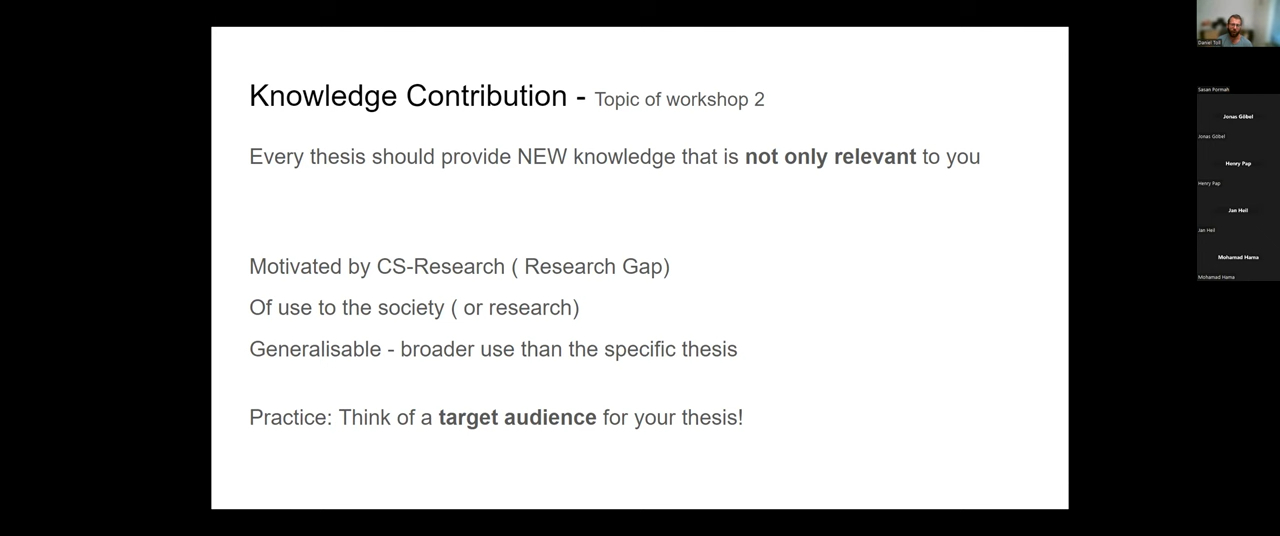 Knowledge Contribution - Topic of workshop 2
Every thesis should provide NEW knowledge that is not only relevant to you
Motivated by CS-Research ( Research Gap)
Of use to the society ( or research)
Generalisable - broader use than the specific thesis
Practice: Think of a target audience for your thesis!
Daniel Toll
Sasan Pormah
Jonas Göbel
Jonas Göbel
Henry Pap
Henry Pap
Jan Heil
Jan Heil
Mohamad Hama
Mohamad Hama